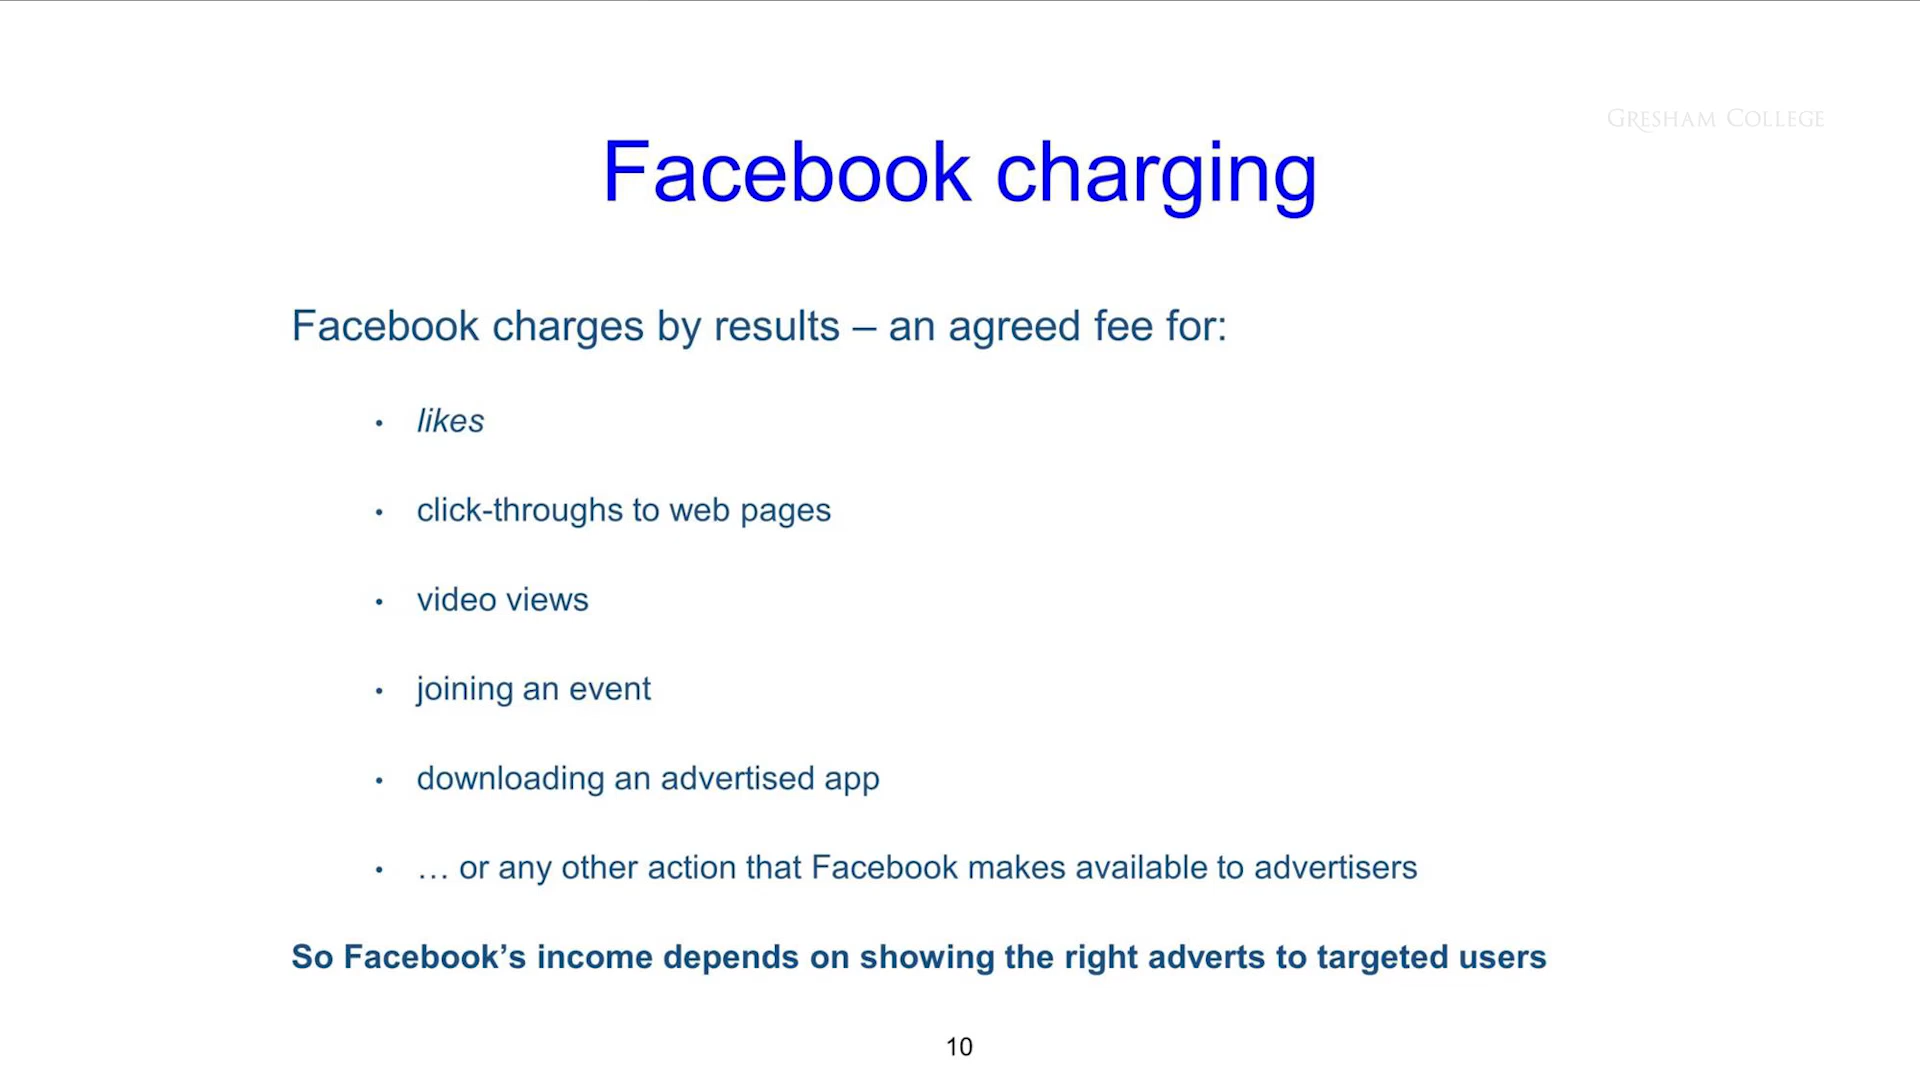 GRESHAM COLLEGE
Facebook charging
Facebook charges by results – an agreed fee for:
• likes
• click-throughs to web pages
• video views
• joining an event
• downloading an advertised app
• … or any other action that Facebook makes available to advertisers
So Facebook’s income depends on showing the right adverts to targeted users
10